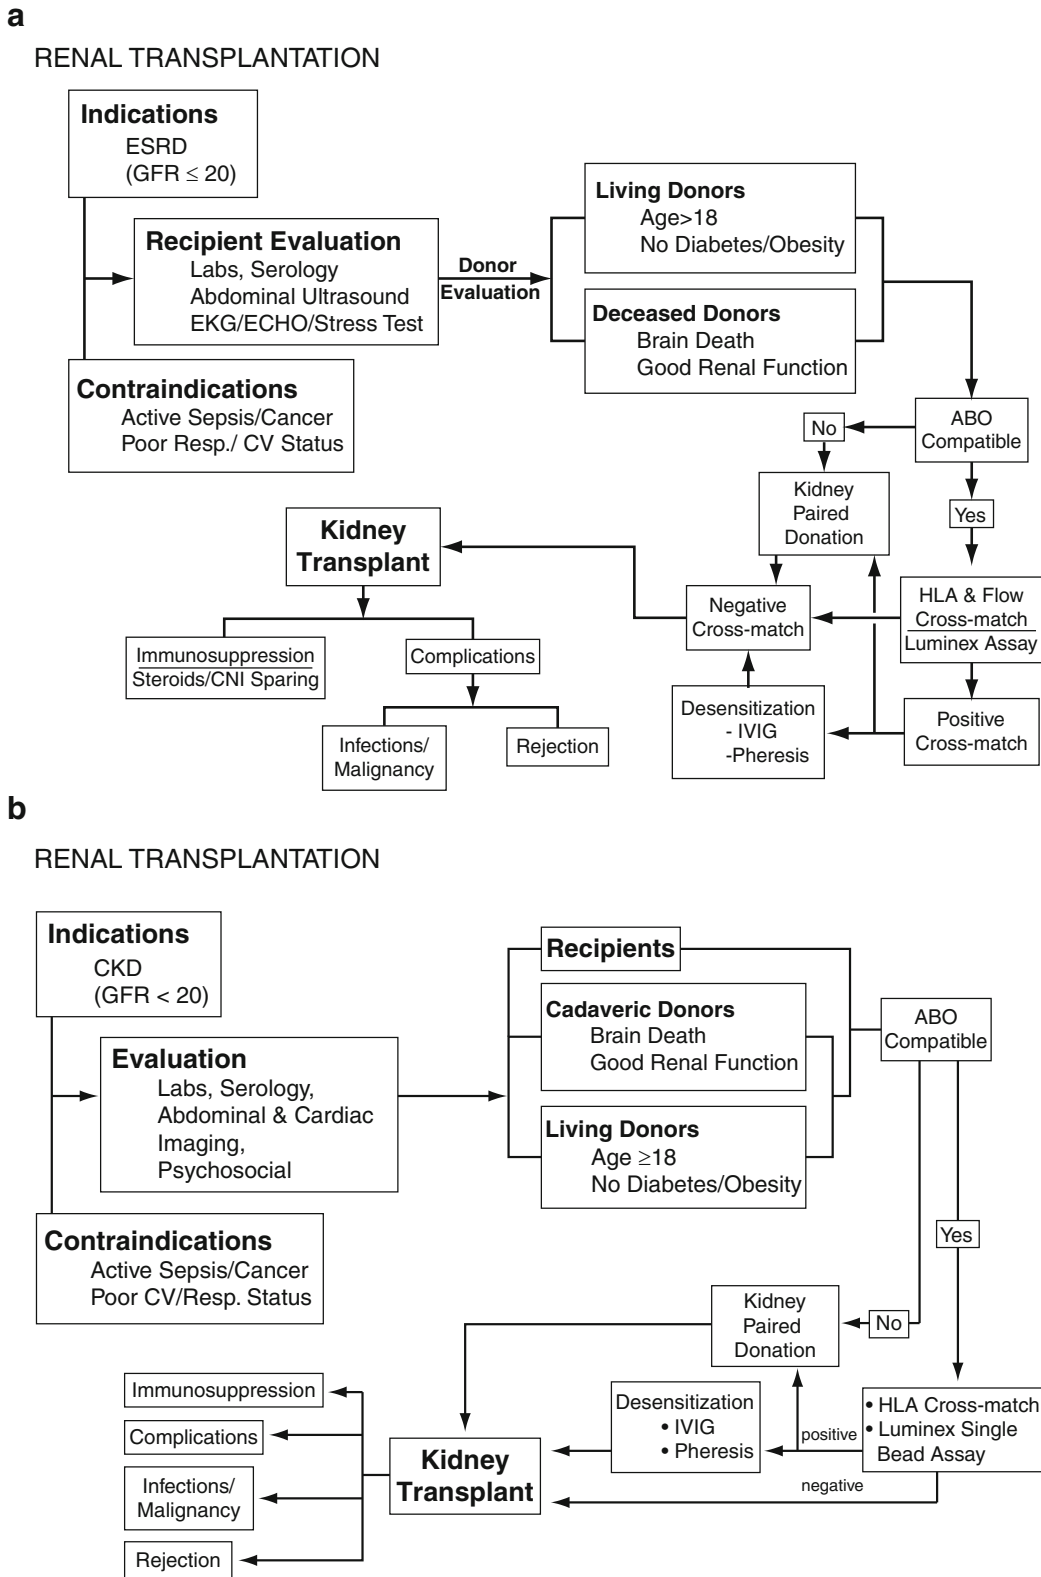 a
RENAL TRANSPLANTATION
Indications
ESRD
(GFR ≤ 20)
Recipient Evaluation
Labs, Serology
Abdominal Ultrasound
EKG/ECHO/Stress Test
Contraindications
Active Sepsis/Cancer
Poor Resp./ CV Status
Donor
Evaluation
Living Donors
Age>18
No Diabetes/Obesity
Deceased Donors
Brain Death
Good Renal Function
ABO
Compatible
No
Yes
Kidney
Paired
Donation
HLA & Flow
Cross-match
Luminex Assay
Negative
Cross-match
Positive
Cross-match
Desensitization
- IVIG
-Pheresis
Kidney
Transplant
Immunosuppression
Steroids/CNI Sparing
Complications
Infections/
Malignancy
Rejection
b
RENAL TRANSPLANTATION
Indications
CKD
(GFR < 20)
Evaluation
Labs, Serology,
Abdominal & Cardiac
Imaging,
Psychosocial
Contraindications
Active Sepsis/Cancer
Poor CV/Resp. Status
Recipients
Cadaveric Donors
Brain Death
Good Renal Function
Living Donors
Age ≥18
No Diabetes/Obesity
ABO
Compatible
Yes
No
Kidney
Paired
Donation
• HLA Cross-match
• Luminex Single
Bead Assay
positive
negative
Desensitization
• IVIG
• Pheresis
Kidney
Transplant
Immunosuppression
Complications
Infections/
Malignancy
Rejection